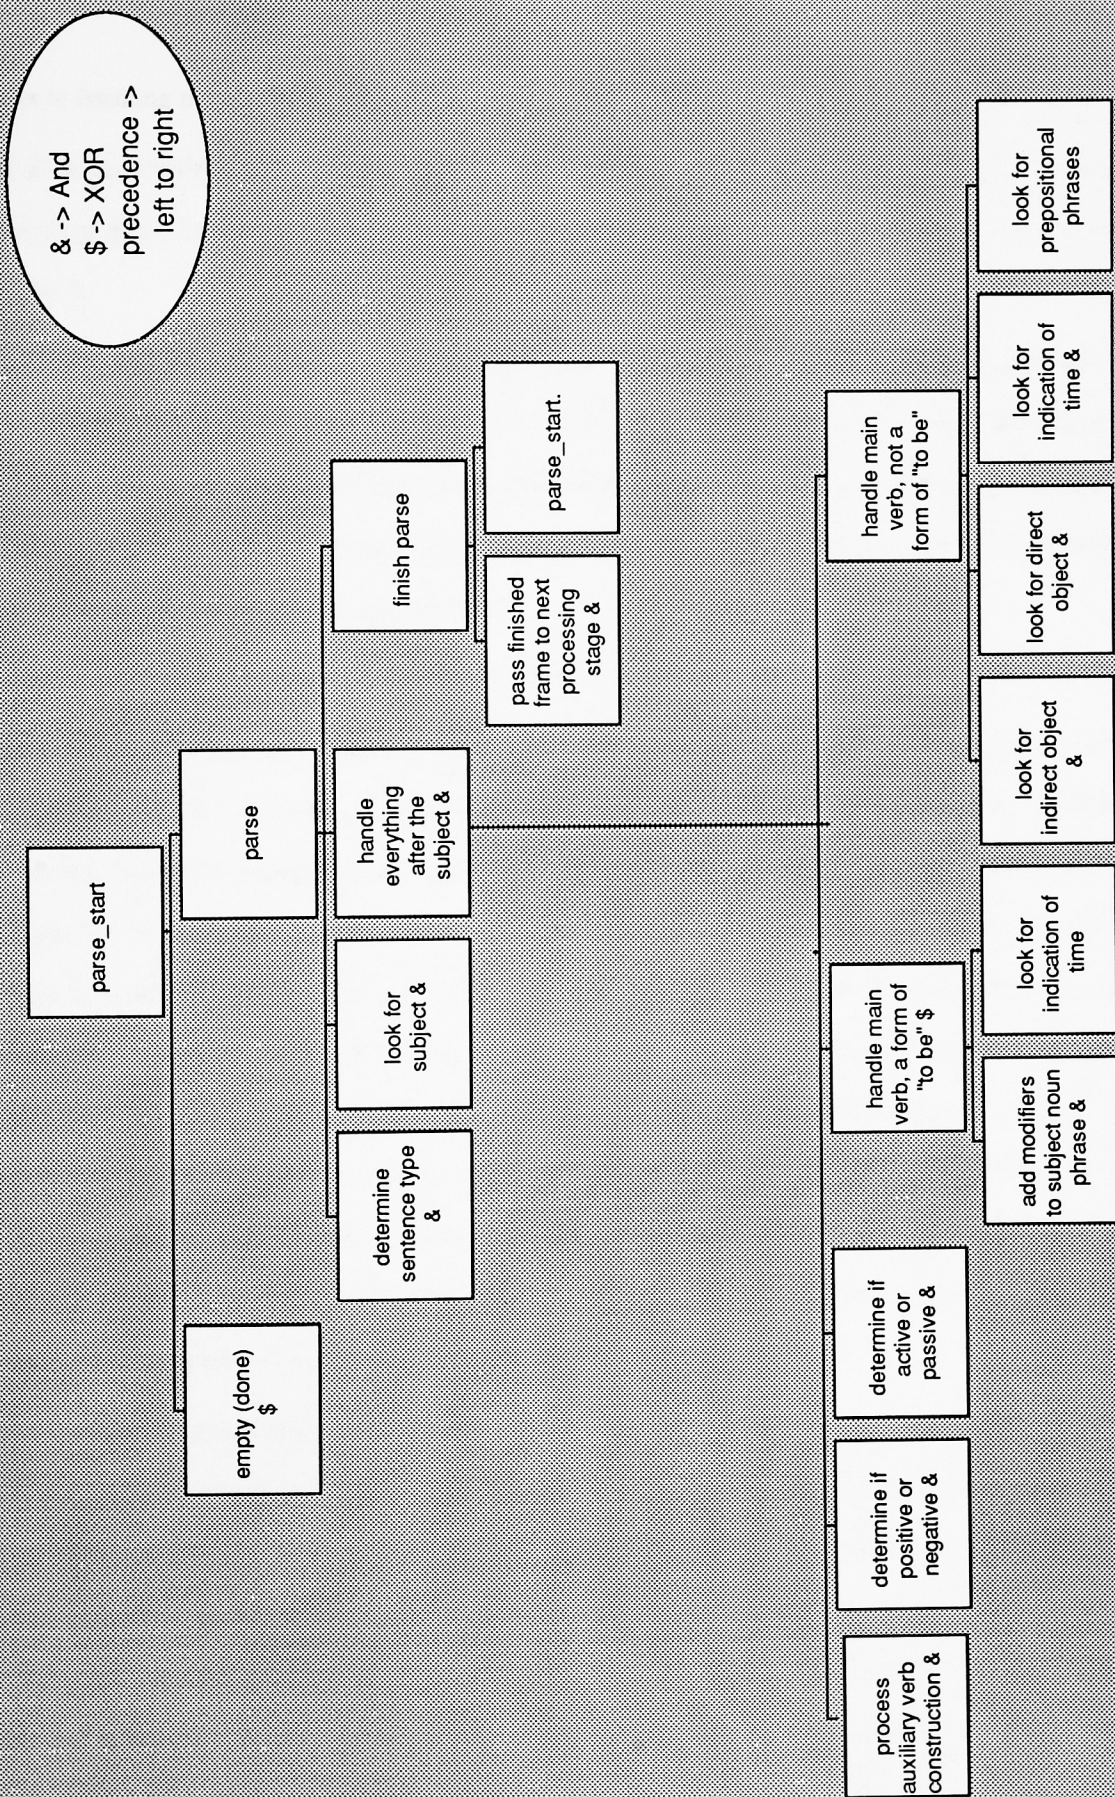 & -> And
$ -> XOR
precedence ->
left to right
parse_start
empty (done)
$
parse
determine
sentence type
&
look for
subject &
handle
everything
after the
subject &
finish parse
pass finished
frame to next
processing
stage &
parse_start.
process
auxiliary verb
construction &
determine if
positive or
negative &
determine if
active or
passive &
handle main
verb, a form of
"to be" $
handle main
verb, not a
form of "to be"
add modifiers
to subject noun
phrase &
look for
indication of
time
look for
indirect object
&
look for direct
object &
look for
indication of
time &
look for
prepositional
phrases